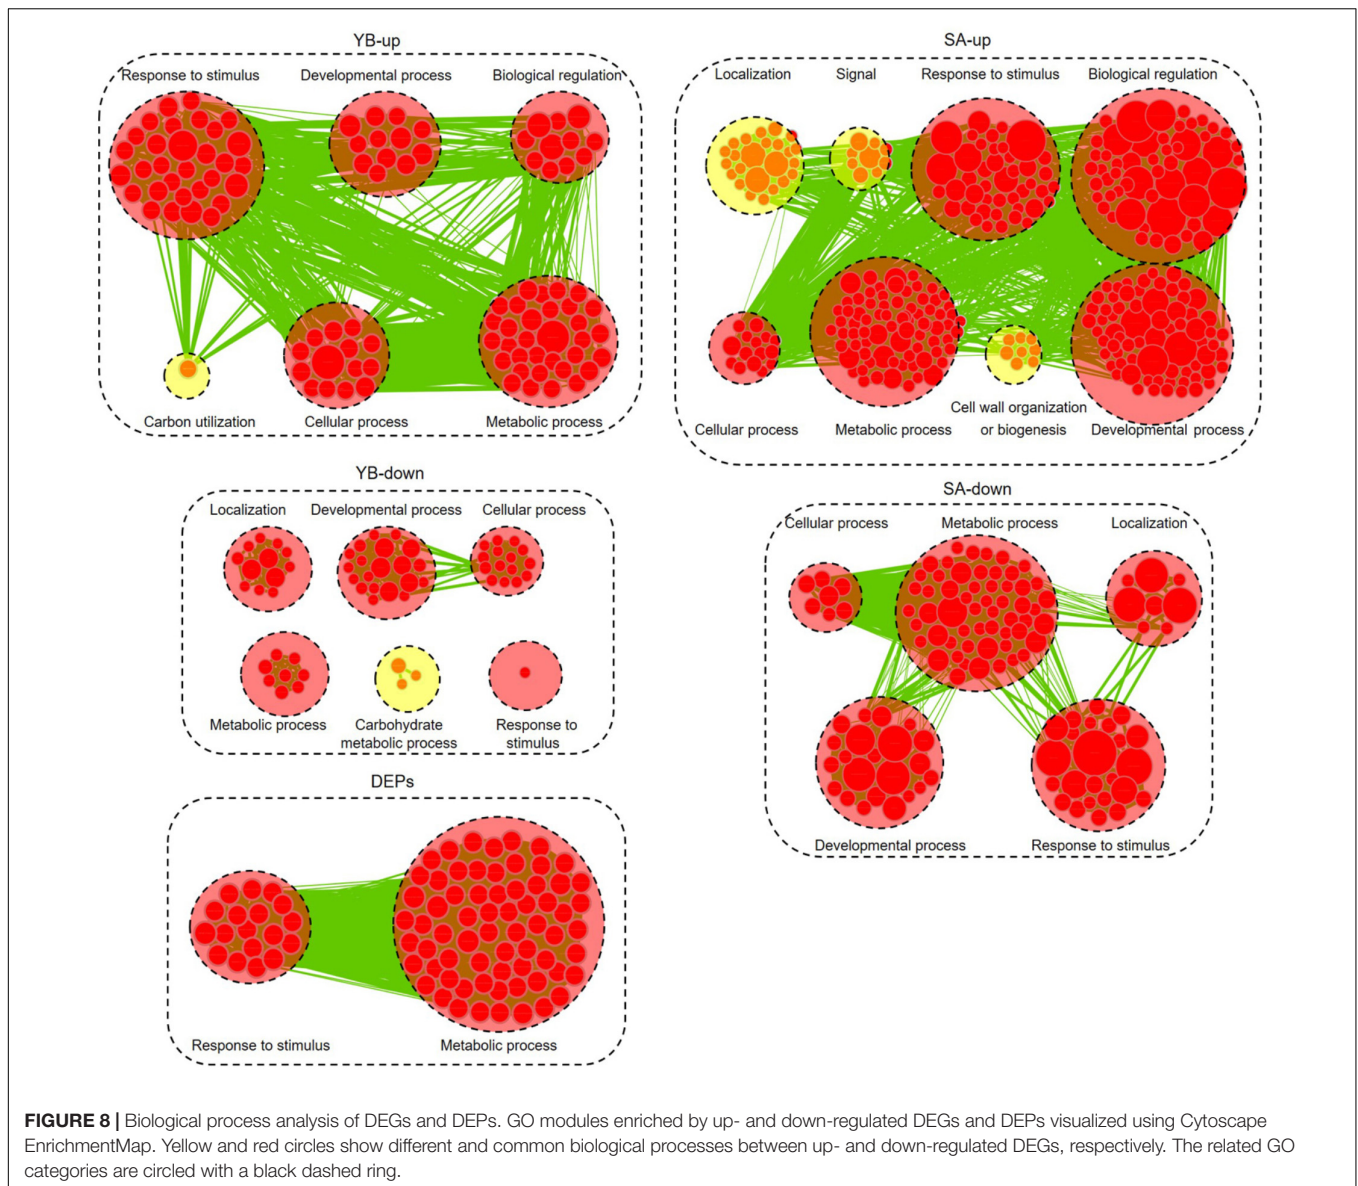 YB-up
Response to stimulus
Developmental process
Biological regulation
Carbon utilization
Cellular process
Metabolic process
SA-up
Localization
Signal
Response to stimulus
Biological regulation
Cellular process
Metabolic process
Cell wall organization
or biogenesis
Developmental process
YB-down
Localization
Developmental process
Cellular process
Metabolic process
Carbohydrate
metabolic process
Response to
stimulus
SA-down
Cellular process
Metabolic process
Localization
Developmental process
Response to stimulus
DEPs
Response to stimulus
Metabolic process
FIGURE 8 | Biological process analysis of DEGs and DEPs. GO modules enriched by up- and down-regulated DEGs and DEPs visualized using Cytoscape
EnrichmentMap. Yellow and red circles show different and common biological processes between up- and down-regulated DEGs, respectively. The related GO
categories are circled with a black dashed ring.